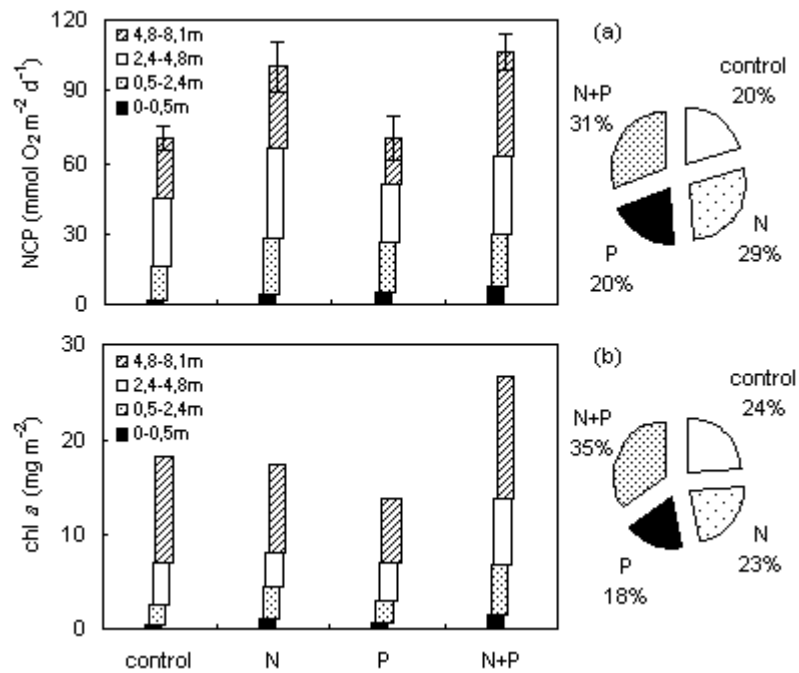 120
90
60
30
0
NCP (mmol O₂ m⁻² d⁻¹)
4,8-8,1m
2,4-4,8m
0,5-2,4m
0-0,5m
(a)
control
20%
N+P
31%
N
29%
P
20%
30
20
10
0
chl a (mg m⁻²)
4,8-8,1m
2,4-4,8m
0,5-2,4m
0-0,5m
control
N
P
N+P
(b)
control
24%
N+P
35%
N
23%
P
18%